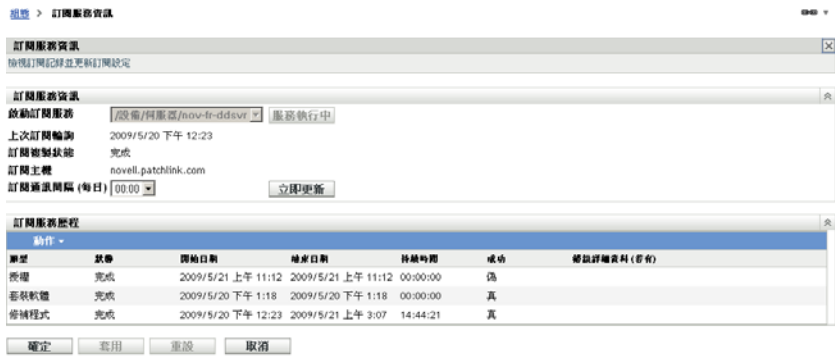 組態 > 訂閱服務資訊
訂閱服務資訊
檢視訂閱記錄並更新訂閱設定
訂閱服務資訊
啟動訂閱服務 /設備/伺服器/nov-fr-ddsvr 服務執行中
上次訂閱輪詢 2009/5/20 下午 12:23
訂閱複製狀態 完成
訂閱主機 novell.patchlink.com
訂閱通訊間隔 (每日) 00:00 立即更新
訂閱服務歷程
動作
類型 狀態 開始日期 結束日期 持續時間 成功 錯誤詳細資料 (若有)
授權 完成 2009/5/21 上午 11:12 2009/5/21 上午 11:12 00:00:00 偽
套裝軟體 完成 2009/5/20 下午 1:18 2009/5/20 下午 1:18 00:00:00 真
修補程式 完成 2009/5/20 下午 12:23 2009/5/21 上午 3:07 14:44:21 真
確定 套用 重設 取消